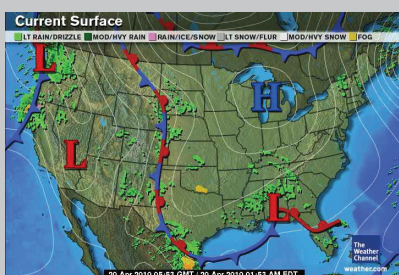 Current Surface
LT RAIN/DRIZZLE MOD/HVY RAIN RAIN/ICE/SNOW LT SNOW/FLUR MOD/HVY SNOW FOG
L
H
L
L
The
Weather
Channel
weather.com
20 Apr 2010 05:53 GMT / 20 Apr 2010 01:53 AM EDT